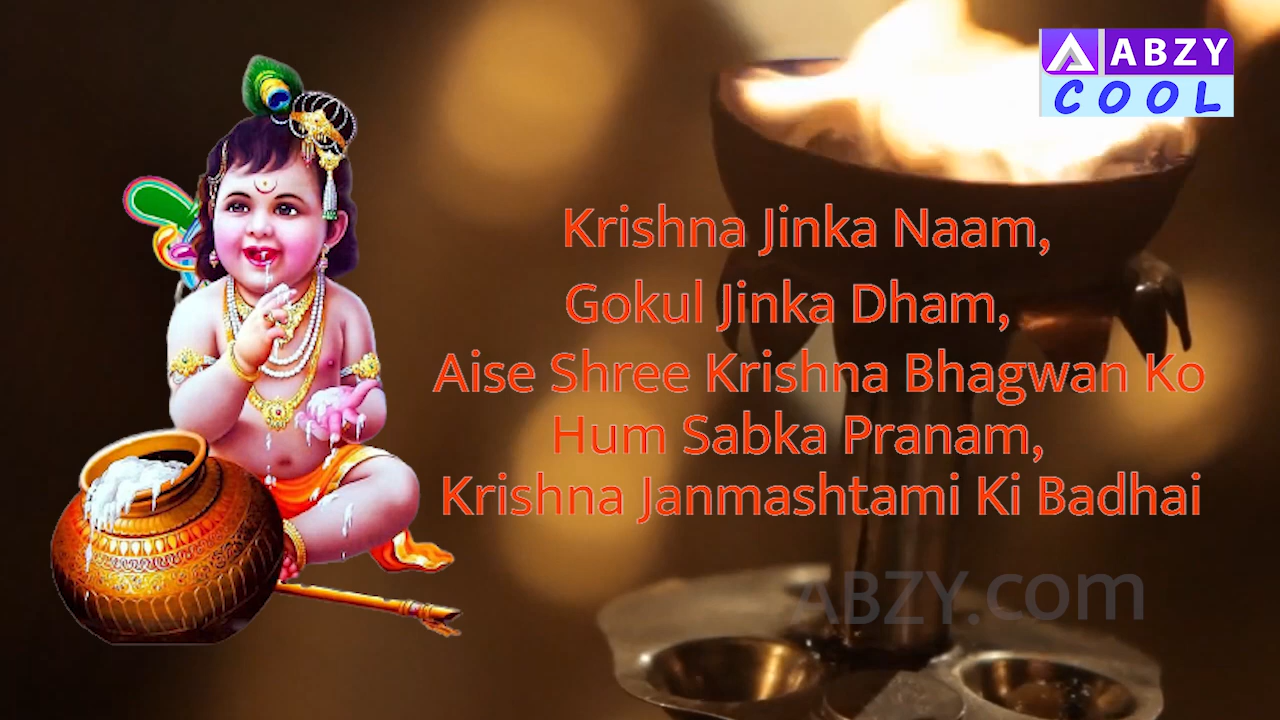 ABZY
COOL
Krishna Jinka Naam,
Gokul Jinka Dham,
Aise Shree Krishna Bhagwan Ko
Hum Sabka Pranam,
Krishna Janmashtami Ki Badhai
ABZY.com